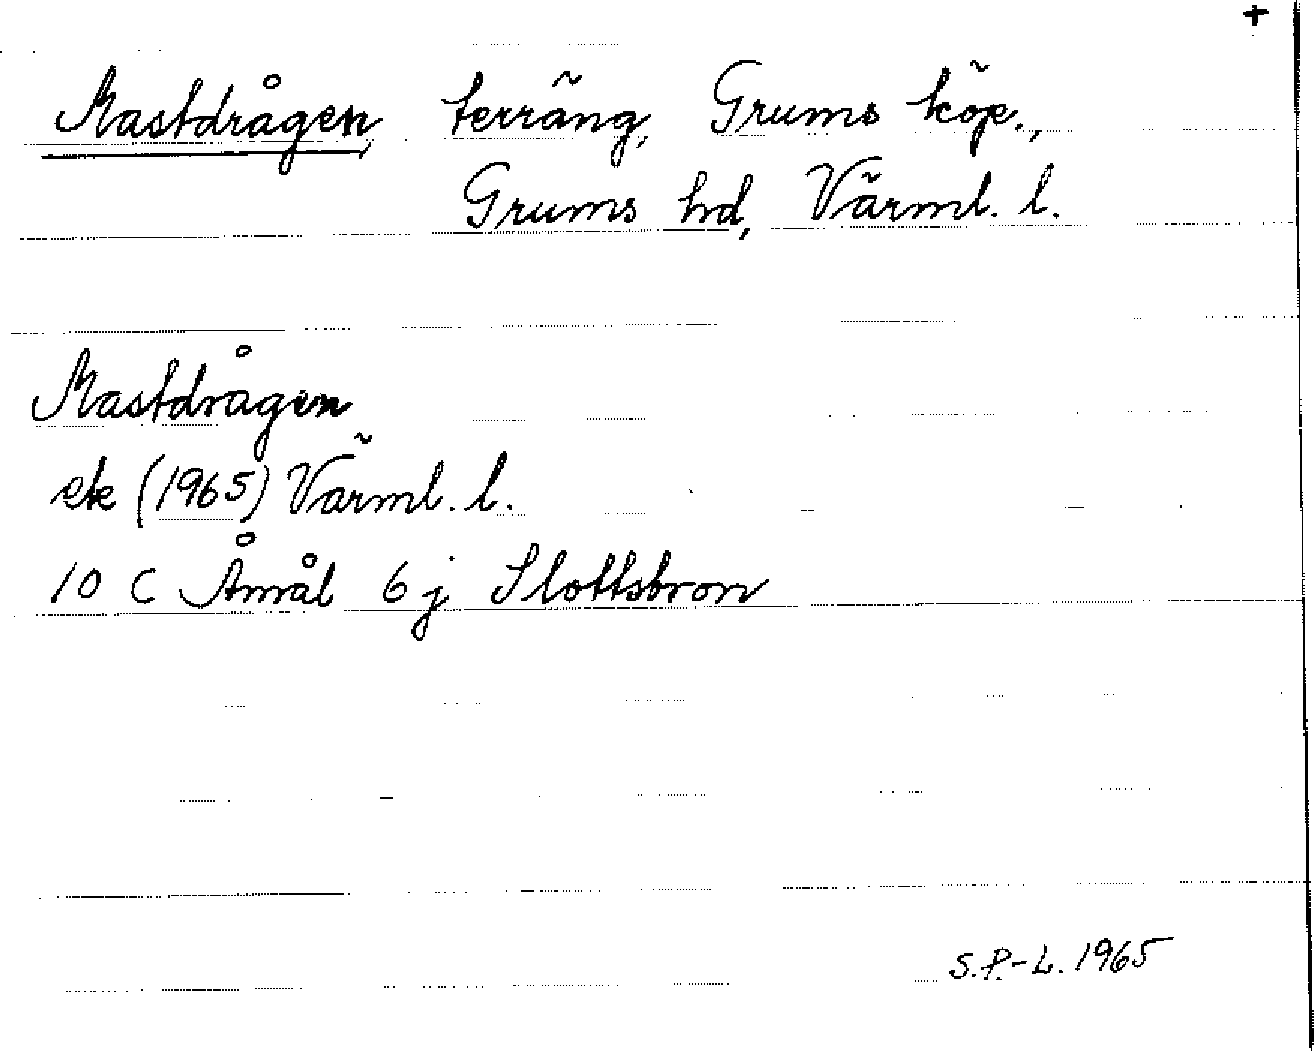 +
Mastdrågen, terräng, Grums köp.,
Grums hd, Värml. l.
Mastdrågen
ek (1965) Värml. l.
10 C Åmål 6 j Slottsbron
S.P.-L. 1965